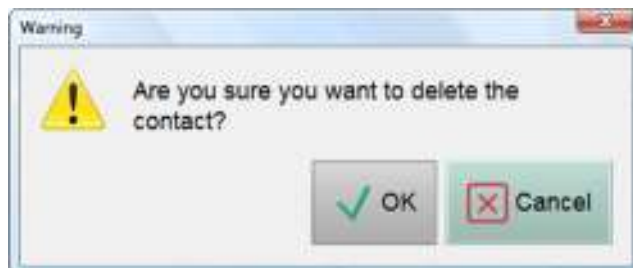 Warning
Are you sure you want to delete the
contact?
OK
Cancel